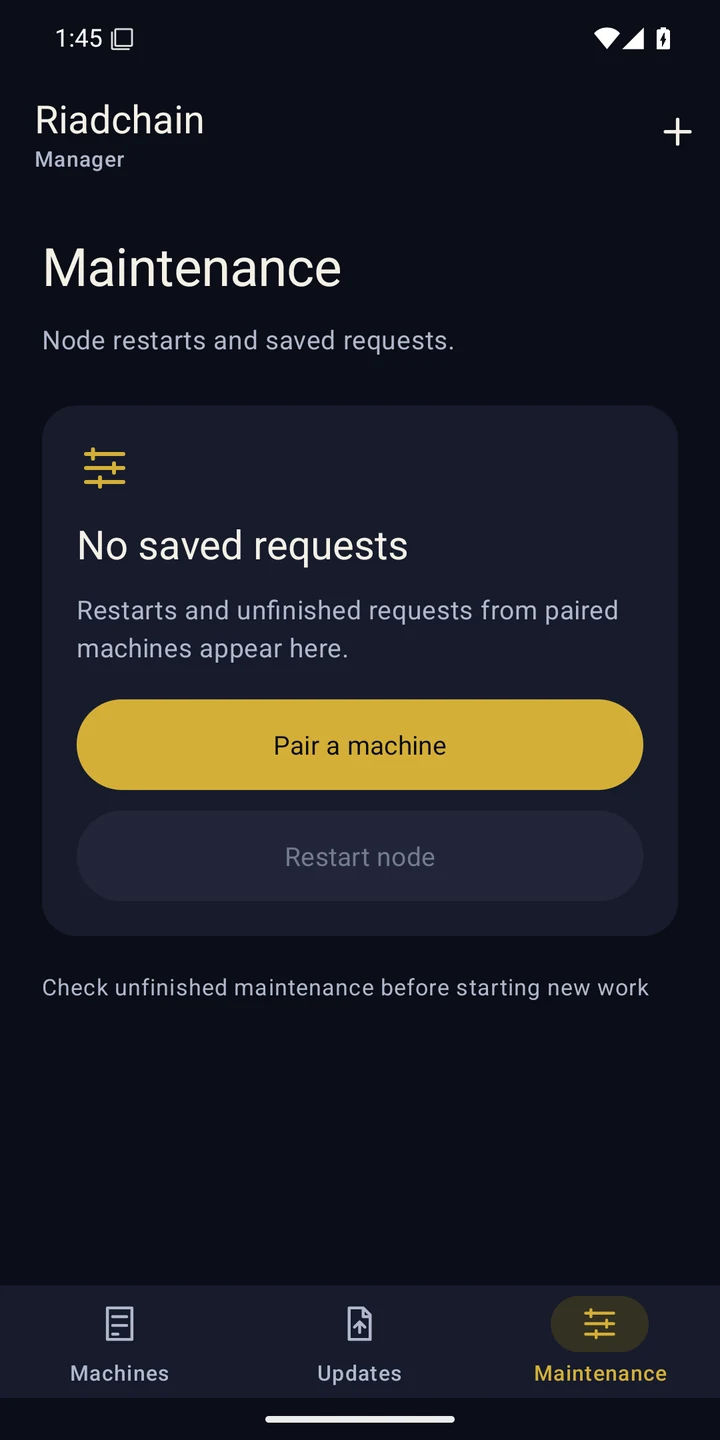 1:45
Riadchain
Manager
Maintenance
Node restarts and saved requests.
No saved requests
Restarts and unfinished requests from paired
machines appear here.
Pair a machine
Restart node
Check unfinished maintenance before starting new work
Machines
Updates
Maintenance